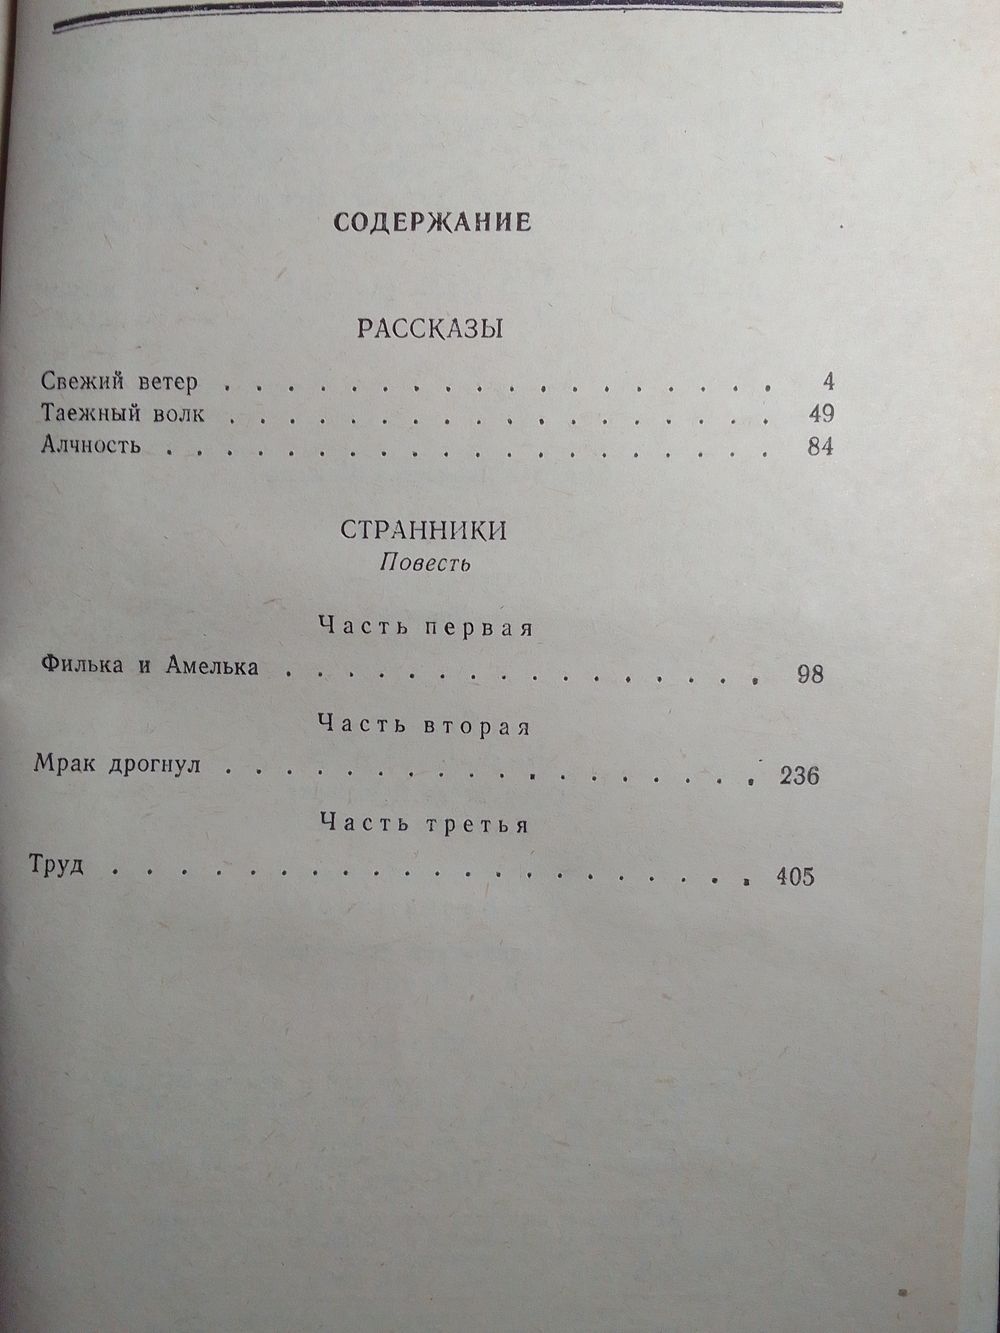 СОДЕРЖАНИЕ
РАССКАЗЫ
Свежий ветер . . . . . . . . . . . . . . . . . . 4
Таежный волк . . . . . . . . . . . . . . . . . . 49
Алчность . . . . . . . . . . . . . . . . . . . . 84
СТРАННИКИ
Повесть
Часть первая
Филька и Амелька . . . . . . . . . . . . . . . . 98
Часть вторая
Мрак дрогнул . . . . . . . . . . . . . . . . . . 236
Часть третья
Труд . . . . . . . . . . . . . . . . . . . 405